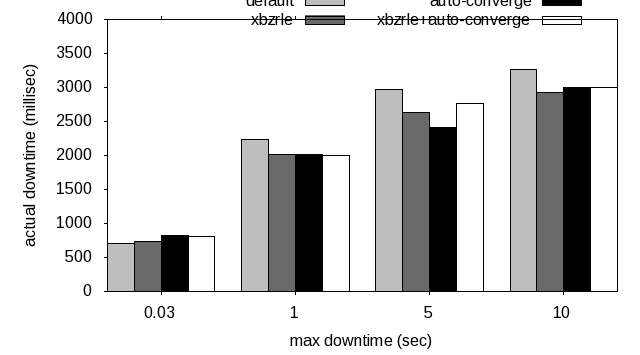 default
auto-converge
xbzrle
xbzrle+auto-converge
4000
3500
3000
2500
2000
1500
1000
500
0
actual downtime (millisec)
0.03
1
5
10
max downtime (sec)